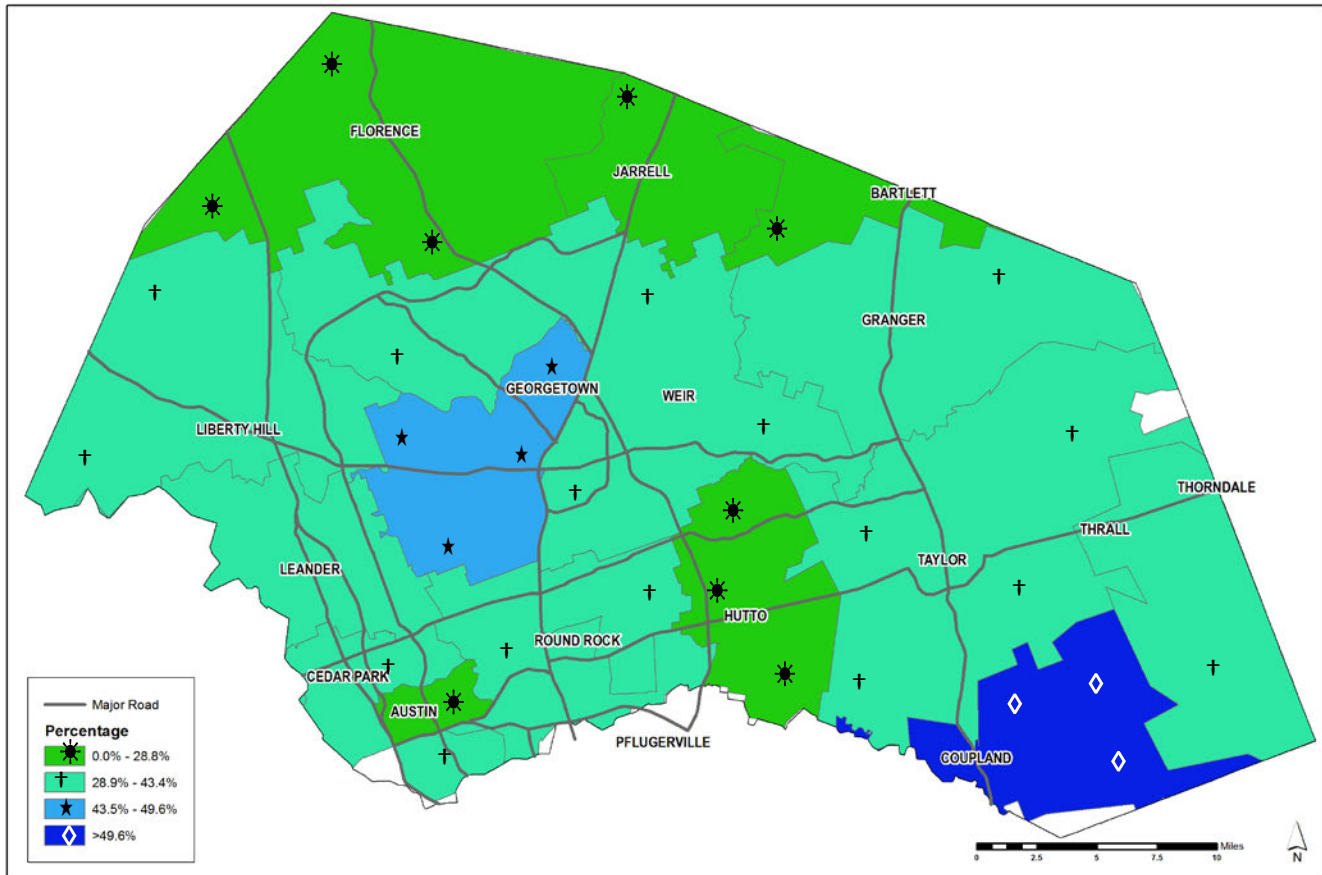 FLORENCE
JARRELL
BARTLETT
GRANGER
GEORGETOWN
WEIR
LIBERTY HILL
THORNDALE
THRALL
TAYLOR
LEANDER
HUTTO
ROUND ROCK
CEDAR PARK
AUSTIN
PFLUGERVILLE
COUPLAND
Major Road
Percentage
0.0% - 28.8%
28.9% - 43.4%
43.5% - 49.6%
>49.6%
Miles
0 2.5 5 7.5 10
N